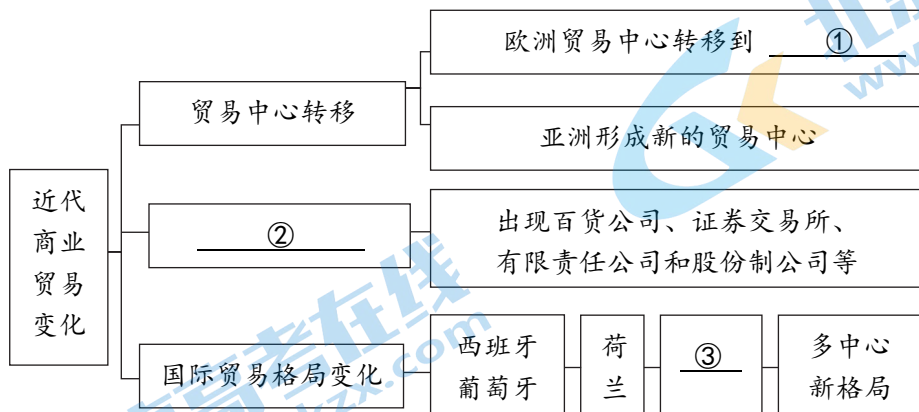 欧洲贸易中心转移到 ①
贸易中心转移
亚洲形成新的贸易中心
近代
商业
贸易
变化
②
出现百货公司、证券交易所、
有限责任公司和股份制公司等
国际贸易格局变化
西班牙
葡萄牙
荷
兰
③
多中心
新格局